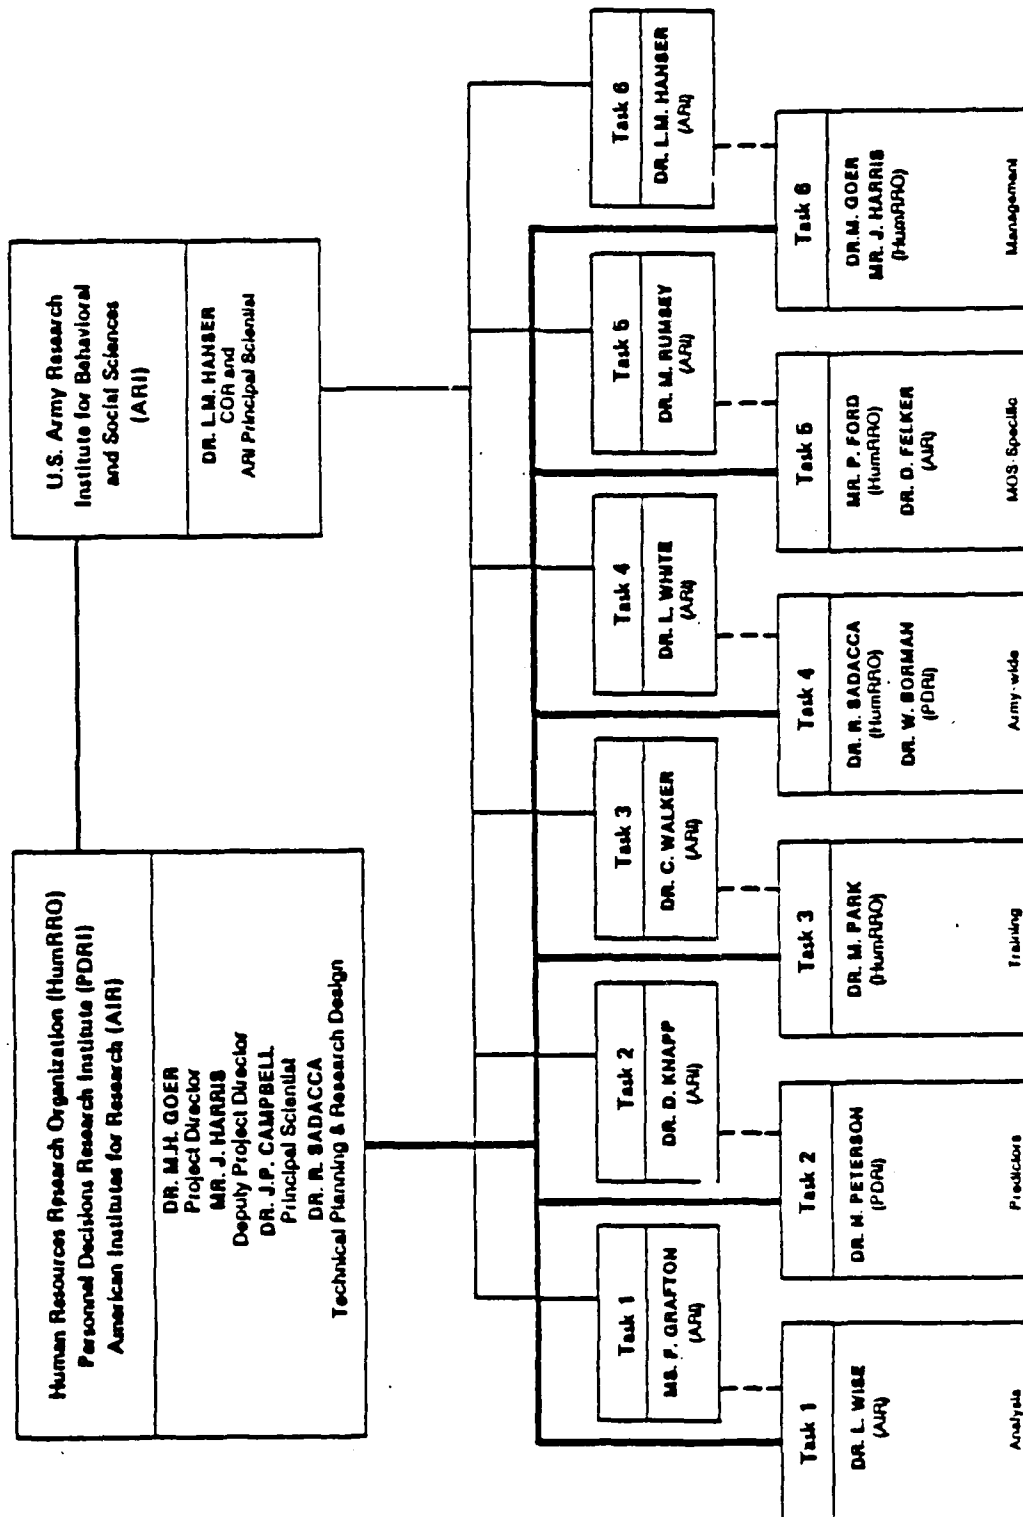 Human Resources Research Organization (HumRRO)
Personnel Decisions Research Institute (PDRI)
American Institutes for Research (AIR)
DR. M.H. GOER
Project Director
MR. J. HARRIS
Deputy Project Director
DR. J.P. CAMPBELL
Principal Scientist
DR. R. SADACCA
Technical Planning & Research Design
U.S. Army Research
Institute for Behavioral
and Social Sciences
(ARI)
DR. L.M. HANSER
COR and
ARI Principal Scientist
Task 1
MS. F. GRAFTON
(ARI)
Task 2
DR. D. KNAPP
(ARI)
Task 3
DR. C. WALKER
(ARI)
Task 4
DR. L. WHITE
(ARI)
Task 5
DR. M. RUMSEY
(ARI)
Task 6
DR. L.M. HANSER
(ARI)
Task 1
DR. L. WISE
(AIR)
Analysis
Task 2
DR. N. PETERSON
(PDRI)
Predictors
Task 3
DR. M. PARK
(HumRRO)
Training
Task 4
DR. R. SADACCA
(HumRRO)
DR. W. BORMAN
(PDRI)
Army-wide
Task 5
MR. P. FORD
(HumRRO)
DR. D. FELKER
(AIR)
MOS-Specific
Task 6
DR. M. GOER
MR. J. HARRIS
(HumRRO)
Management